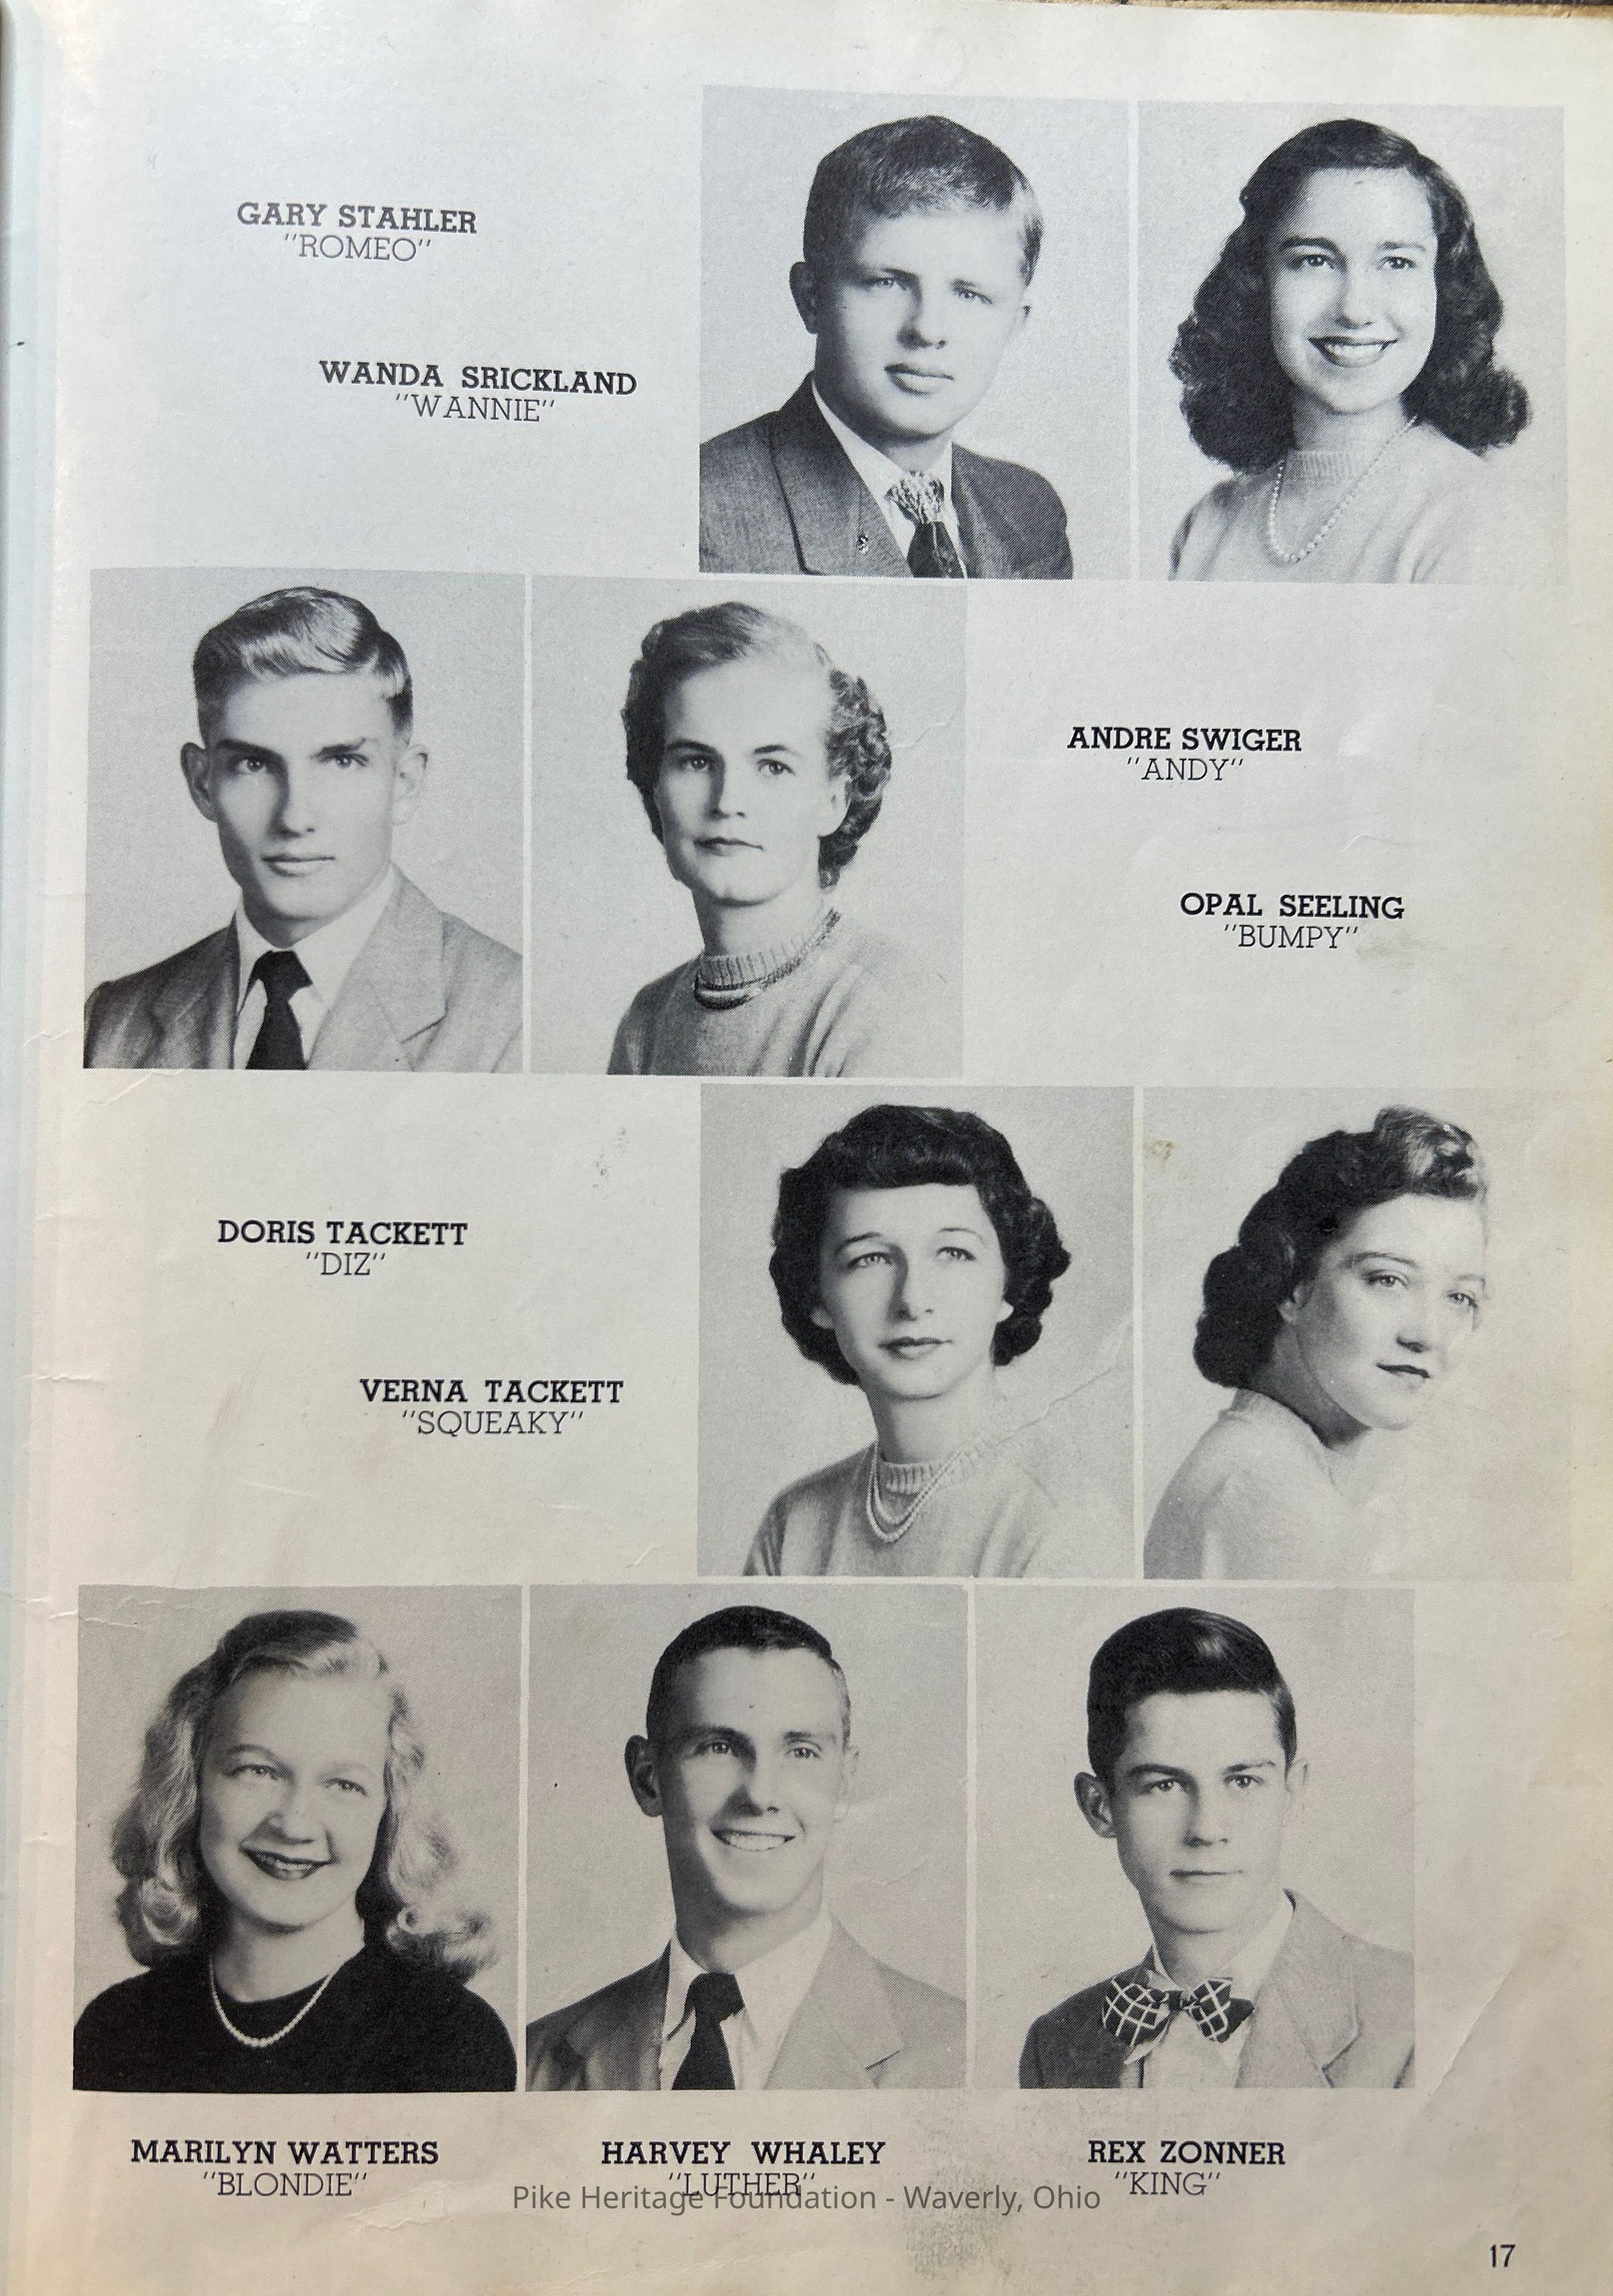 GARY STAHLER
"ROMEO"
WANDA SRICKLAND
"WANNIE"
ANDRE SWIGER
"ANDY"
OPAL SEELING
"BUMPY"
DORIS TACKETT
"DIZ"
VERNA TACKETT
"SQUEAKY"
MARILYN WATTERS
"BLONDIE"
HARVEY WHALEY
"LUTHER"
REX ZONNER
"KING"
Pike Heritage Foundation - Waverly, Ohio
17